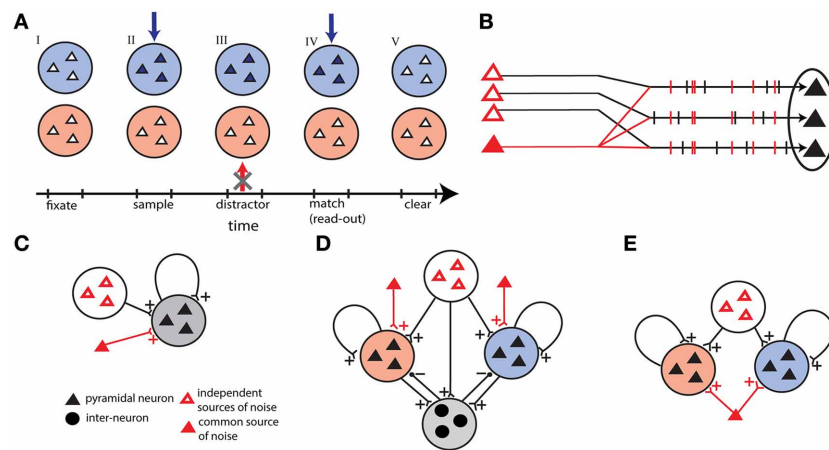 A
I
II
III
IV
V
fixate
sample
distractor
match
(read-out)
clear
time
B
C
+
+
+
pyramidal neuron
inter-neuron
independent
sources of noise
common source
of noise
D
+
+
+
+
+
+
−
−
+
+
+
E
+
+
+
+
+
+